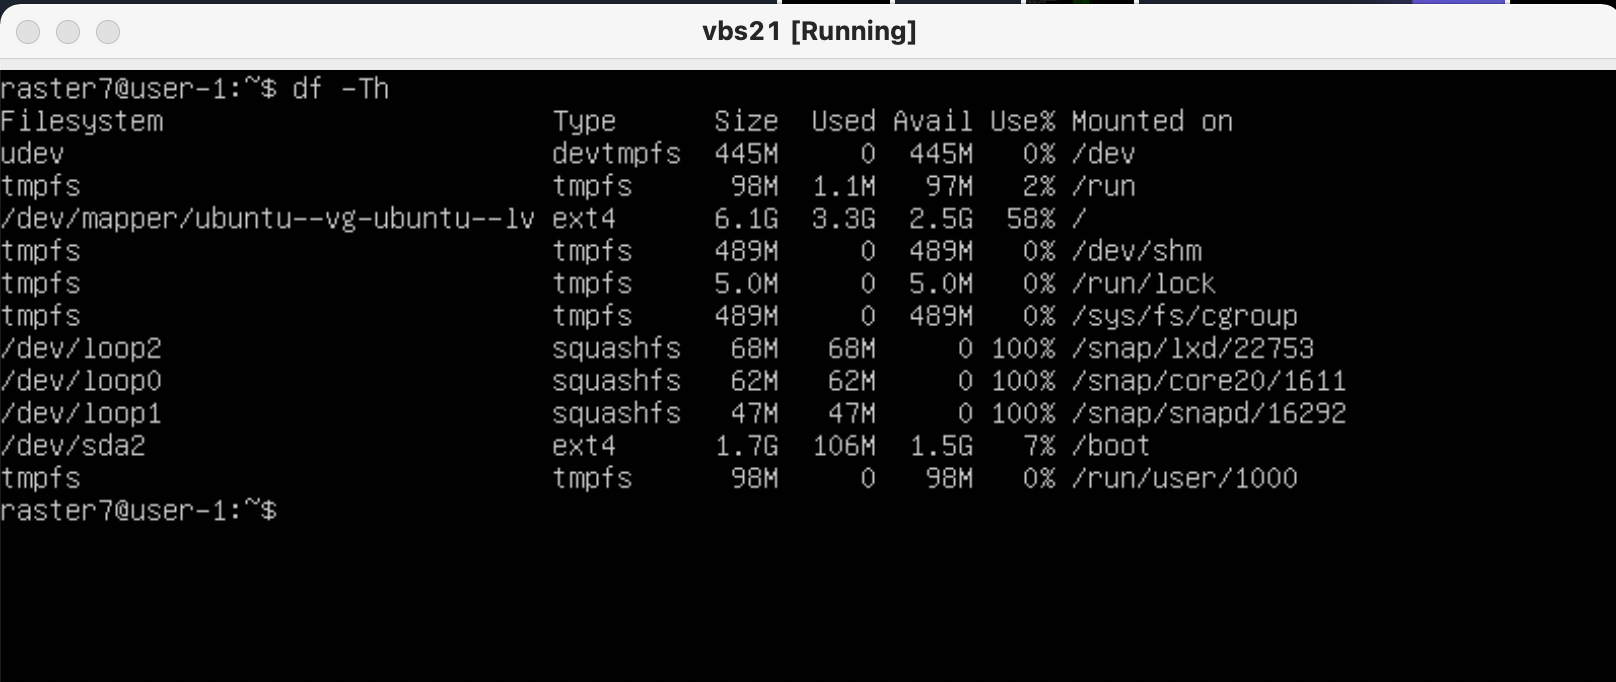 vbs21 [Running]
raster7@user-1:~$ df -Th
Filesystem                        Type      Size  Used Avail Use% Mounted on
udev                              devtmpfs  445M     0  445M   0% /dev
tmpfs                             tmpfs      98M  1.1M   97M   2% /run
/dev/mapper/ubuntu--vg-ubuntu--lv ext4      6.1G  3.3G  2.5G  58% /
tmpfs                             tmpfs     489M     0  489M   0% /dev/shm
tmpfs                             tmpfs     5.0M     0  5.0M   0% /run/lock
tmpfs                             tmpfs     489M     0  489M   0% /sys/fs/cgroup
/dev/loop2                        squashfs   68M   68M     0 100% /snap/lxd/22753
/dev/loop0                        squashfs   62M   62M     0 100% /snap/core20/1611
/dev/loop1                        squashfs   47M   47M     0 100% /snap/snapd/16292
/dev/sda2                         ext4      1.7G  106M  1.5G   7% /boot
tmpfs                             tmpfs      98M     0   98M   0% /run/user/1000
raster7@user-1:~$